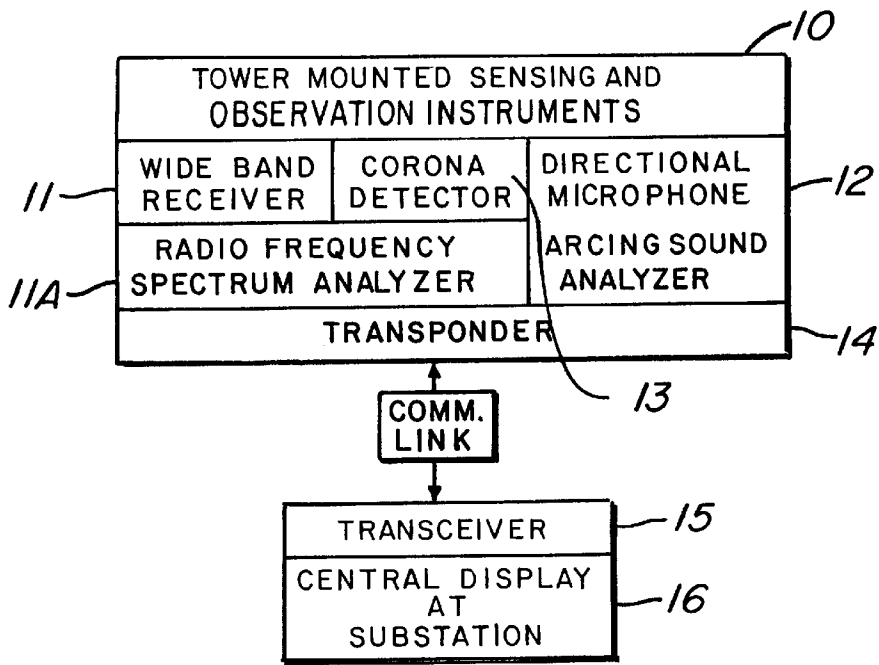 10
TOWER MOUNTED SENSING AND
OBSERVATION INSTRUMENTS
11
WIDE BAND
RECEIVER
CORONA
DETECTOR
DIRECTIONAL
MICROPHONE
12
11A
RADIO FREQUENCY
SPECTRUM ANALYZER
ARCING SOUND
ANALYZER
TRANSPONDER
14
13
COMM.
LINK
TRANSCEIVER
15
CENTRAL DISPLAY
AT
SUBSTATION
16